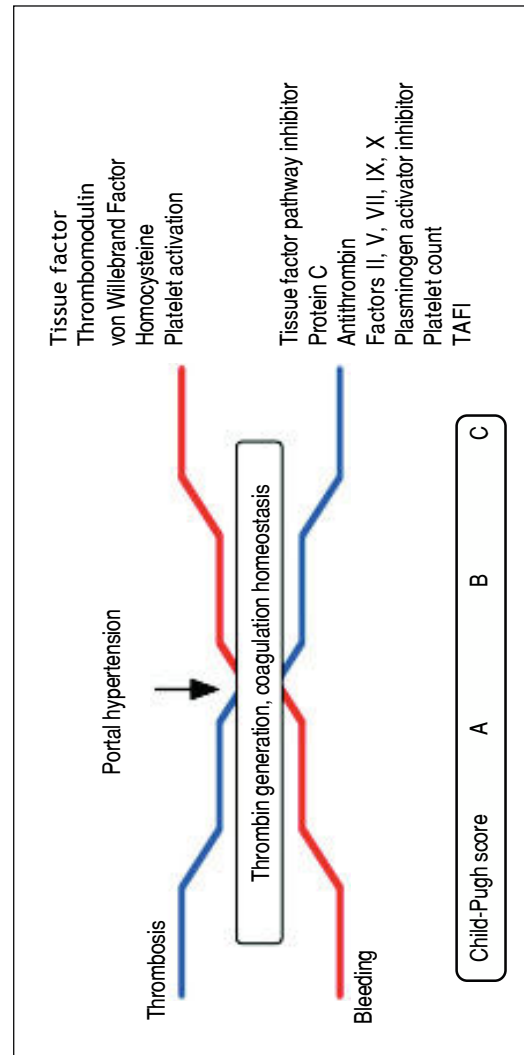 Portal hypertension
Thrombosis
Tissue factor
Thrombomodulin
von Willebrand Factor
Homocysteine
Platelet activation
Thrombin generation, coagulation homeostasis
Bleeding
Tissue factor pathway inhibitor
Protein C
Antithrombin
Factors II, V, VII, IX, X
Plasminogen activator inhibitor
Platelet count
TAFI
Child-Pugh score A B C